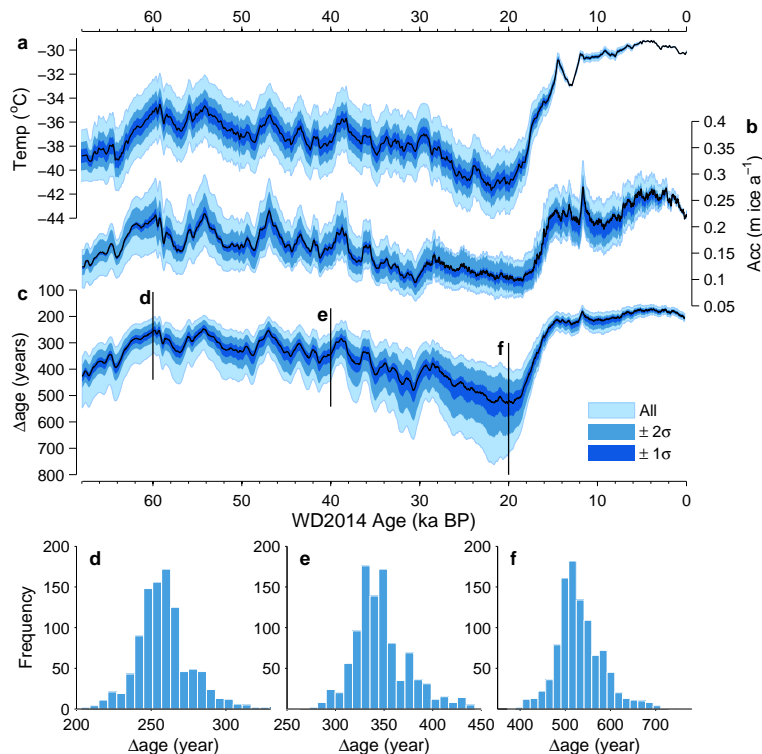 60 50 40 30 20 10 0
a
−30
−32
−34
−36
−38
−40
−42
−44
Temp (°C)
b
0.4
0.35
0.3
0.25
0.2
0.15
0.1
0.05
Acc (m ice a⁻¹)
c
100
200
300
400
500
600
700
800
Δage (years)
d
e
f
All
± 2σ
± 1σ
60 50 40 30 20 10 0
WD2014 Age (ka BP)
d
200
150
100
50
0
Frequency
200 250 300
Δage (year)
e
200
150
100
50
0
250 300 350 400 450
Δage (year)
f
200
150
100
50
0
400 500 600 700
Δage (year)